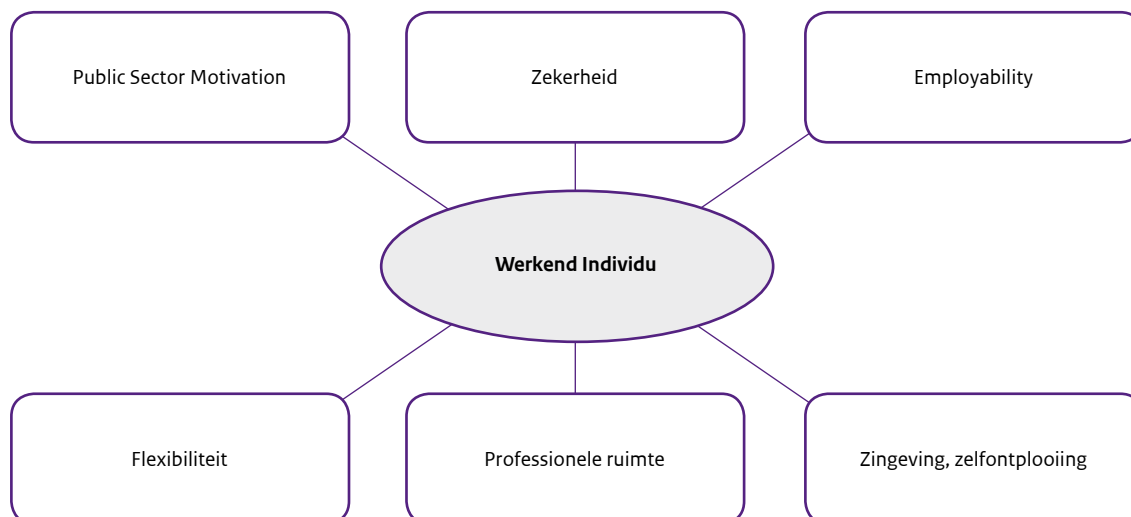 Public Sector Motivation
Zekerheid
Employability
Werkend Individu
Flexibiliteit
Professionele ruimte
Zingeving, zelfontplooiing